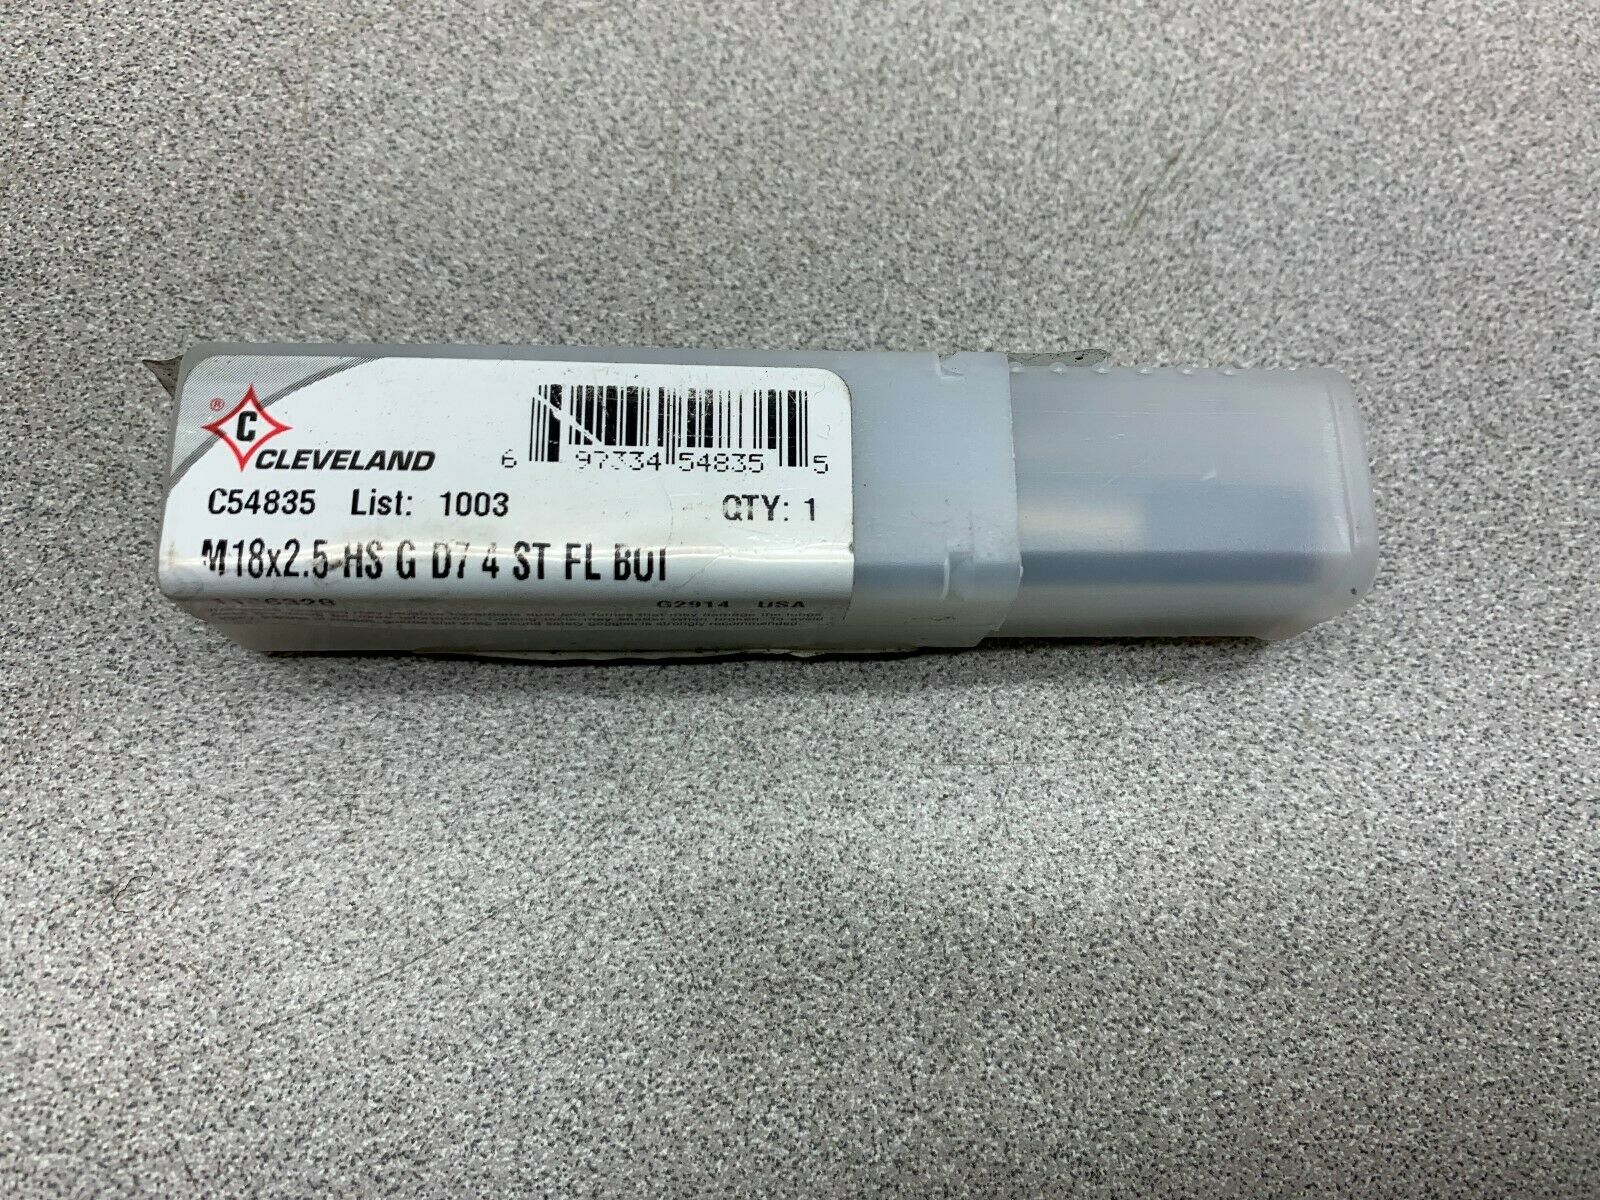 ® C CLEVELAND
6 97334 54835 5
C54835 List: 1003 QTY: 1
M18x2.5 HS G D7 4 ST FL BOT
G2914 USA